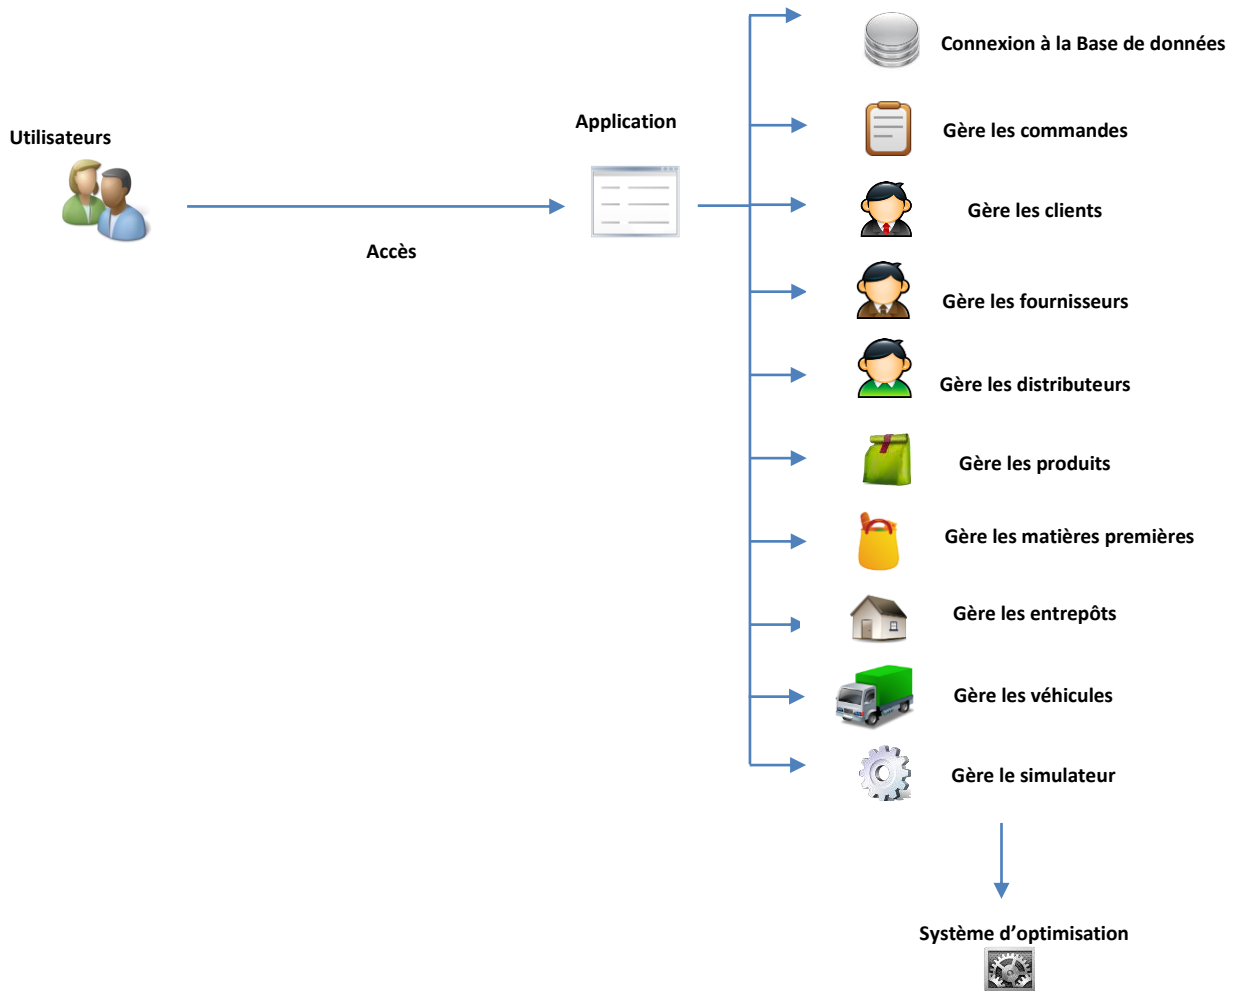 Utilisateurs
Accès
Application
Connexion à la Base de données
Gère les commandes
Gère les clients
Gère les fournisseurs
Gère les distributeurs
Gère les produits
Gère les matières premières
Gère les entrepôts
Gère les véhicules
Gère le simulateur
Système d’optimisation